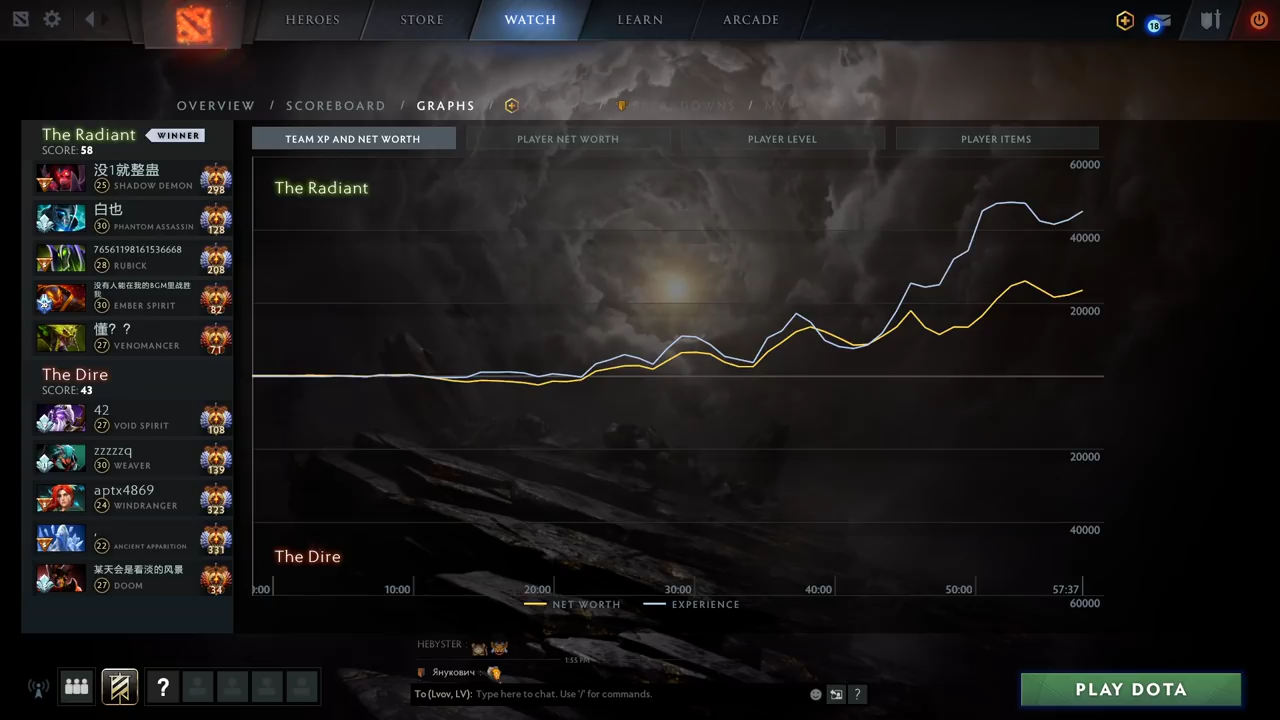 HEROES
STORE
WATCH
LEARN
ARCADE
18
OVERVIEW / SCOREBOARD / GRAPHS /
The Radiant WINNER
SCORE: 58
没1就整蛊
25 SHADOW DEMON
298
白也
30 PHANTOM ASSASSIN
128
76561198161536668
28 RUBICK
208
没有人能在我的BGM里战胜
30 EMBER SPIRIT
82
懂? ?
27 VENOMANCER
71
The Dire
SCORE: 43
42
27 VOID SPIRIT
108
zzzzzq
30 WEAVER
139
aptx4869
24 WINDRANGER
323
,
22 ANCIENT APPARITION
331
某天会是看淡的风景
27 DOOM
34
TEAM XP AND NET WORTH
PLAYER NET WORTH
PLAYER LEVEL
PLAYER ITEMS
The Radiant
60000
40000
20000
20000
40000
60000
The Dire
0:00 10:00 20:00 30:00 40:00 50:00 57:37
NET WORTH EXPERIENCE
HEBYSTER :
1:55 PM
Янукович :
To (Lvov, LV): Type here to chat. Use '/' for commands.
?
?
PLAY DOTA